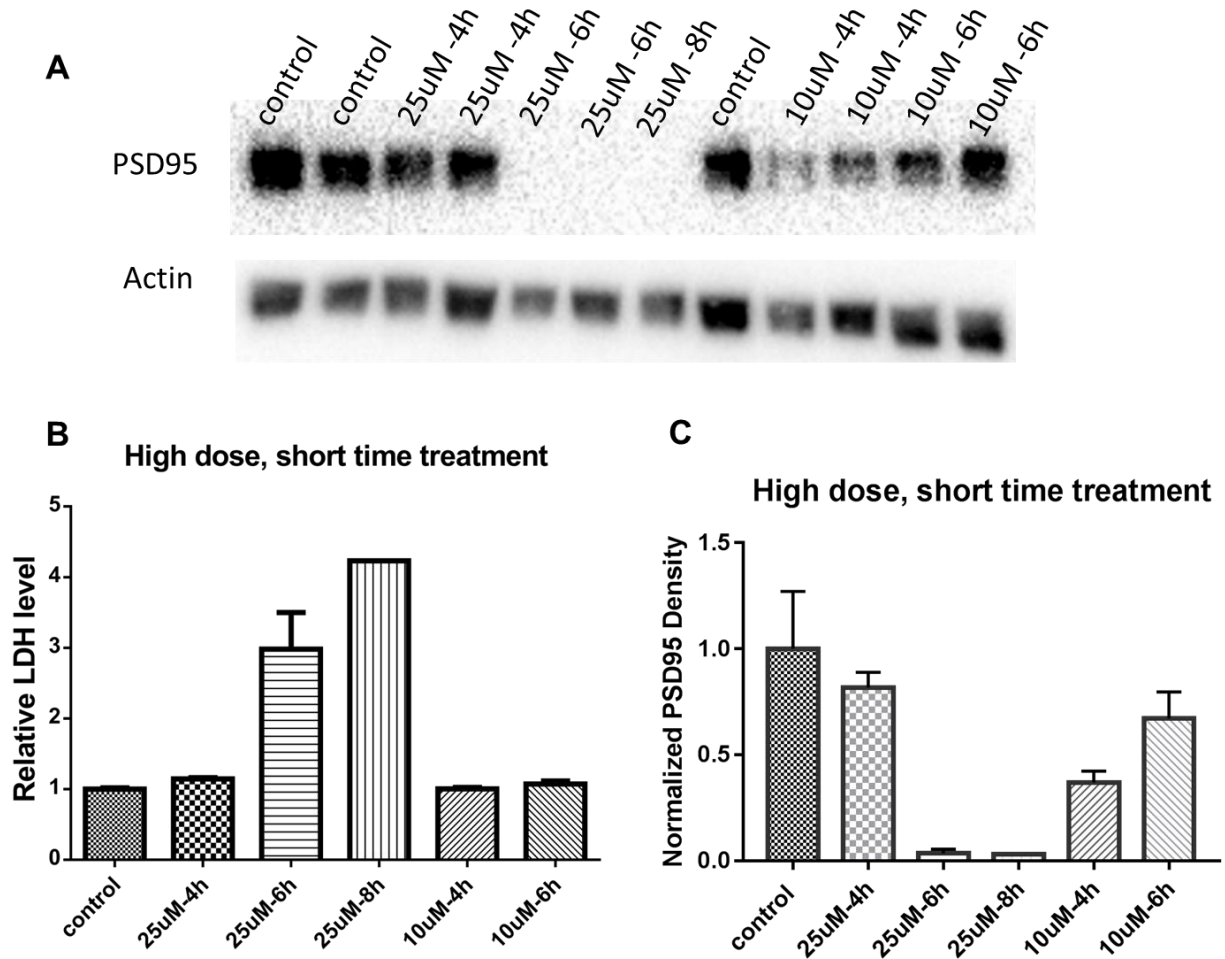 A
control
control
25uM -4h
25uM -4h
25uM -6h
25uM -6h
25uM -8h
control
10uM -4h
10uM -4h
10uM -6h
10uM -6h
PSD95
Actin
B
High dose, short time treatment
Relative LDH level
5
4
3
2
1
0
control
25uM-4h
25uM-6h
25uM-8h
10uM-4h
10uM-6h
C
High dose, short time treatment
Normalized PSD95 Density
1.5
1.0
0.5
0.0
control
25uM-4h
25uM-6h
25uM-8h
10uM-4h
10uM-6h